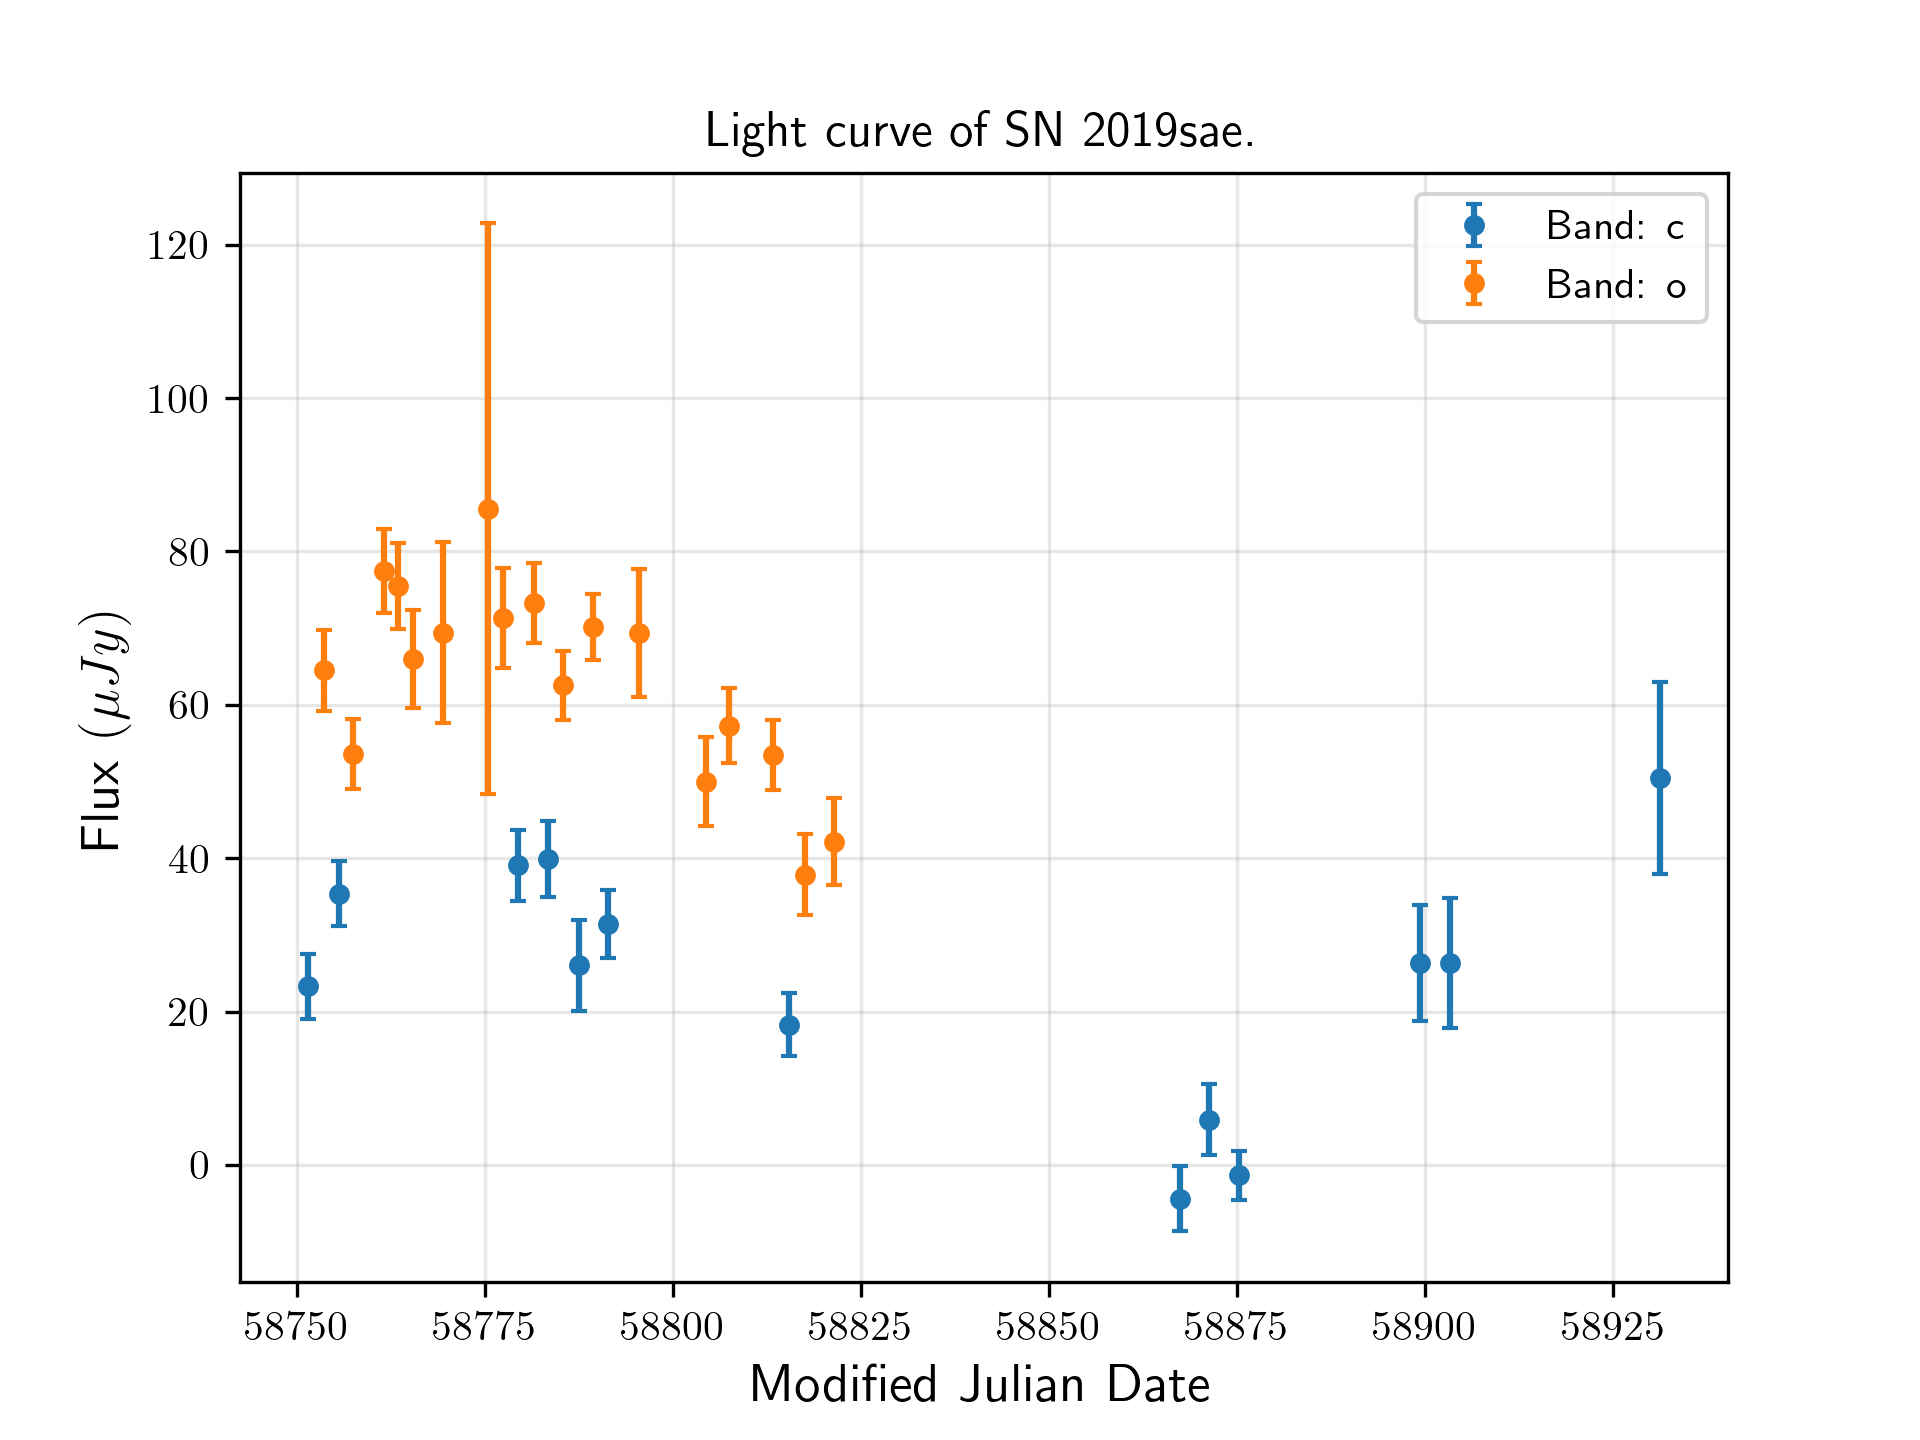 Light curve of SN 2019sae.
Band: c
Band: o
120
100
80
60
40
20
0
Flux (μJy)
58750 58775 58800 58825 58850 58875 58900 58925
Modified Julian Date